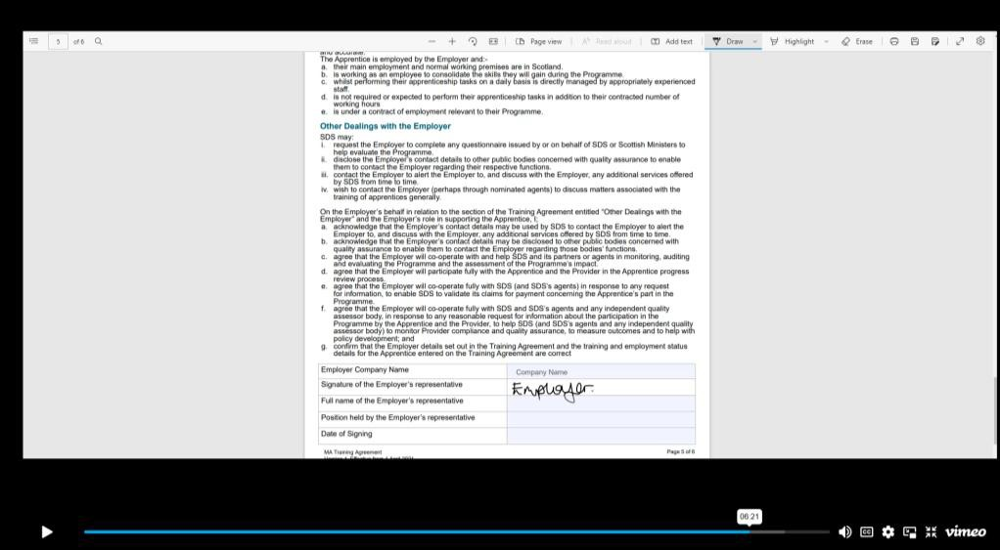 5 of 6
Page view
Read aloud
Add text
Draw
Highlight
Erase
and accurate.
The Apprentice is employed by the Employer and:-
a. their main employment and normal working premises are in Scotland.
b. is working as an employee to consolidate the skills they will gain during the Programme.
c. whilst performing their apprenticeship tasks on a daily basis is directly managed by appropriately experienced
staff.
d. is not required or expected to perform their apprenticeship tasks in addition to their contracted number of
working hours
e. is under a contract of employment relevant to their Programme.
Other Dealings with the Employer
SDS may:
i. request the Employer to complete any questionnaire issued by or on behalf of SDS or Scottish Ministers to
help evaluate the Programme.
ii. disclose the Employer's contact details to other public bodies concerned with quality assurance to enable
them to contact the Employer regarding their respective functions.
iii. contact the Employer to alert the Employer to, and discuss with the Employer, any additional services offered
by SDS from time to time.
iv. wish to contact the Employer (perhaps through nominated agents) to discuss matters associated with the
training of apprentices generally.
On the Employer's behalf in relation to the section of the Training Agreement entitled "Other Dealings with the
Employer" and the Employer's role in supporting the Apprentice, I;
a. acknowledge that the Employer's contact details may be used by SDS to contact the Employer to alert the
Employer to, and discuss with the Employer, any additional services offered by SDS from time to time.
b. acknowledge that the Employer's contact details may be disclosed to other public bodies concerned with
quality assurance to enable them to contact the Employer regarding those bodies' functions.
c. agree that the Employer will co-operate with and help SDS and its partners or agents in monitoring, auditing
and evaluating the Programme and the assessment of the Programme's impact.
d. agree that the Employer will participate fully with the Apprentice and the Provider in the Apprentice progress
review process.
e. agree that the Employer will co-operate fully with SDS (and SDS's agents) in response to any request
for information, to enable SDS to validate its claims for payment concerning the Apprentice's part in the
Programme.
f. agree that the Employer will co-operate fully with SDS and SDS's agents and any independent quality
assessor body, in response to any reasonable request for information about the participation in the
Programme by the Apprentice and the Provider, to help SDS (and SDS's agents and any independent quality
assessor body) to monitor Provider compliance and quality assurance, to measure outcomes and to help with
policy development; and
g. confirm that the Employer details set out in the Training Agreement and the training and employment status
details for the Apprentice entered on the Training Agreement are correct
Employer Company Name Company Name
Signature of the Employer's representative Employer.
Full name of the Employer's representative
Position held by the Employer's representative
Date of Signing
MA Training Agreement Page 5 of 6
06:21
CC
vimeo